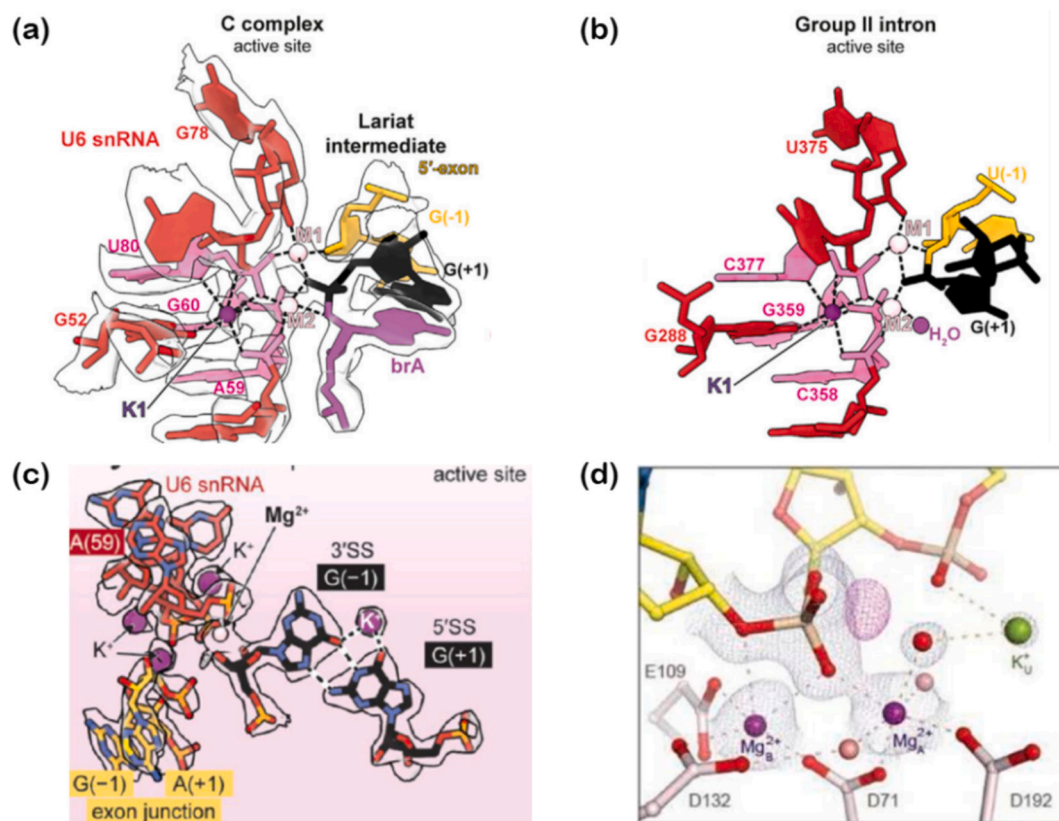 (a)
C complex
active site
U6 snRNA
G78
Lariat
intermediate
5′-exon
G(-1)
M1
U80
G(+1)
G60
G52
M2
brA
A59
K1
(b)
Group II intron
active site
U375
U(-1)
M1
C377
G359
M2
H₂O
G(+1)
G288
C358
K1
(c)
active site
U6 snRNA
Mg²⁺
A(59)
K⁺
3′SS
G(−1)
K⁺
5′SS
G(+1)
K⁺
K⁺
G(−1) A(+1)
exon junction
(d)
E109
K⁺U
Mg²⁺B
Mg²⁺A
D132
D71
D192